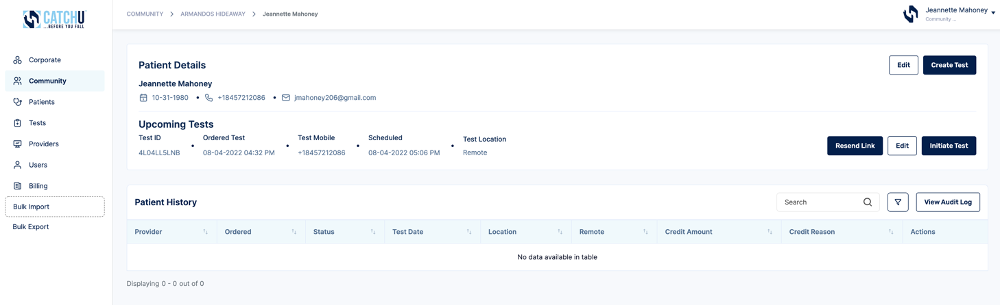 CATCHU
...BEFORE YOU FALL
COMMUNITY > ARMANDOS HIDEAWAY > Jeannette Mahoney
Jeannette Mahoney
Community ...
Corporate
Community
Patients
Tests
Providers
Users
Billing
Bulk Import
Bulk Export
Patient Details
Edit
Create Test
Jeannette Mahoney
10-31-1980 • +18457212086 • jmahoney206@gmail.com
Upcoming Tests
Test ID Ordered Test Test Mobile Scheduled Test Location
4L04LL5LNB • 08-04-2022 04:32 PM • +18457212086 • 08-04-2022 05:06 PM • Remote
Resend Link Edit Initiate Test
Patient History
Search
View Audit Log
Provider Ordered Status Test Date Location Remote Credit Amount Credit Reason Actions
No data available in table
Displaying 0 - 0 out of 0